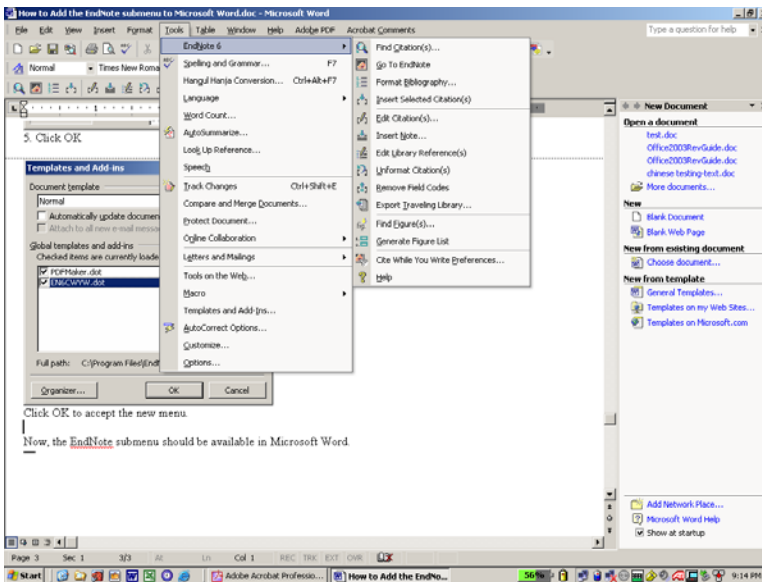 How to Add the EndNote submenu to Microsoft Word.doc - Microsoft Word
File Edit View Insert Format Tools Table Window Help Adobe PDF Acrobat Comments
Type a question for help
Normal
Times New Roma
EndNote 6
Spelling and Grammar... F7
Hangul Hanja Conversion... Ctrl+Alt+F7
Language
Word Count...
AutoSummarize...
Look Up Reference...
Speech
Track Changes Ctrl+Shift+E
Compare and Merge Documents...
Protect Document...
Online Collaboration
Letters and Mailings
Tools on the Web...
Macro
Templates and Add-Ins...
AutoCorrect Options...
Customize...
Options...
Find Citation(s)...
Go To EndNote
Format Bibliography...
Insert Selected Citation(s)
Edit Citation(s)...
Insert Note...
Edit Library Reference(s)
Unformat Citation(s)
Remove Field Codes
Export Traveling Library...
Find Figure(s)...
Generate Figure List
Cite While You Write Preferences...
Help
5. Click OK
Templates and Add-ins
Document template
Normal
Automatically update documen
Attach to all new e-mail messa
Global templates and add-ins
Checked items are currently loade
PDFMaker.dot
EN6CWYW.dot
Full path: C:\Program Files\Endf
Organizer... OK Cancel
Click OK to accept the new menu.
Now, the EndNote submenu should be available in Microsoft Word.
New Document
Open a document
test.doc
Office2003RevGuide.doc
Office2003RevGuide.doc
chinese testing-text.doc
More documents...
New
Blank Document
Blank Web Page
New from existing document
Choose document...
New from template
General Templates...
Templates on my Web Sites...
Templates on Microsoft.com
Add Network Place...
Microsoft Word Help
Show at startup
Page 3 Sec 1 3/3 At Ln Col 1 REC TRK EXT OVR
Start
Adobe Acrobat Professio...
How to Add the EndNo...
56%
9:14 PM